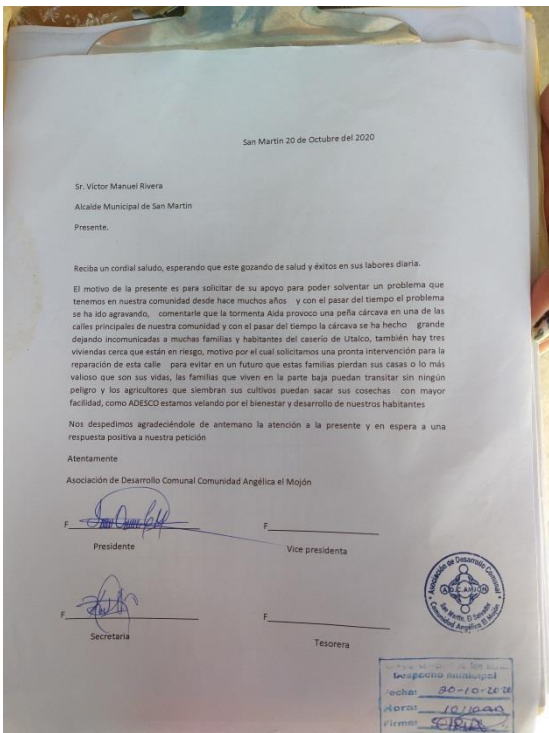 San Martin 20 de Octubre del 2020
Sr. Víctor Manuel Rivera
Alcalde Municipal de San Martin
Presente.
Reciba un cordial saludo, esperando que este gozando de salud y éxitos en sus labores diaria.
El motivo de la presente es para solicitar de su apoyo para poder solventar un problema que
tenemos en nuestra comunidad desde hace muchos años y con el pasar del tiempo el problema
se ha ido agravando, comentarle que la tormenta Aida provoco una peña cárcava en una de las
calles principales de nuestra comunidad y con el pasar del tiempo la cárcava se ha hecho grande
dejando incomunicadas a muchas familias y habitantes del caserío de Utalco, también hay tres
viviendas cerca que están en riesgo, motivo por el cual solicitamos una pronta intervención para la
reparación de esta calle para evitar en un futuro que estas familias pierdan sus casas o lo más
valioso que son sus vidas, las familias que viven en la parte baja puedan transitar sin ningún
peligro y los agricultores que siembran sus cultivos puedan sacar sus cosechas con mayor
facilidad, como ADESCO estamos velando por el bienestar y desarrollo de nuestros habitantes
Nos despedimos agradeciéndole de antemano la atención a la presente y en espera a una
respuesta positiva a nuestra petición
Atentamente
Asociación de Desarrollo Comunal Comunidad Angélica el Mojón
F
F
Presidente
Vice presidenta
Asociación de Desarrollo Comunal
A.D.C.AMJON
San Martín, El Salvador
Comunidad Angélica El Mojón
F
F
Secretaria
Tesorera
Despacho Municipal
Fecha: 20-10-2020
Hora:
Firma: